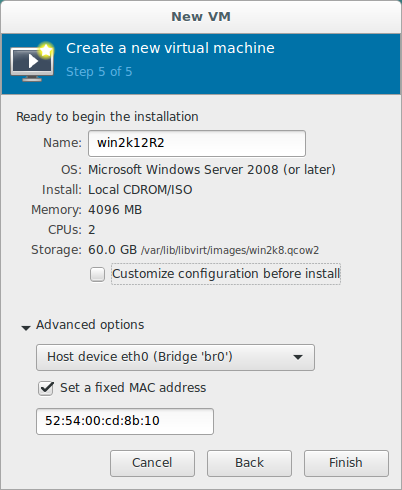 New VM
Create a new virtual machine
Step 5 of 5
Ready to begin the installation
Name: win2k12R2
OS: Microsoft Windows Server 2008 (or later)
Install: Local CDROM/ISO
Memory: 4096 MB
CPUs: 2
Storage: 60.0 GB /var/lib/libvirt/images/win2k8.qcow2
Customize configuration before install
Advanced options
Host device eth0 (Bridge 'br0')
Set a fixed MAC address
52:54:00:cd:8b:10
Cancel Back Finish